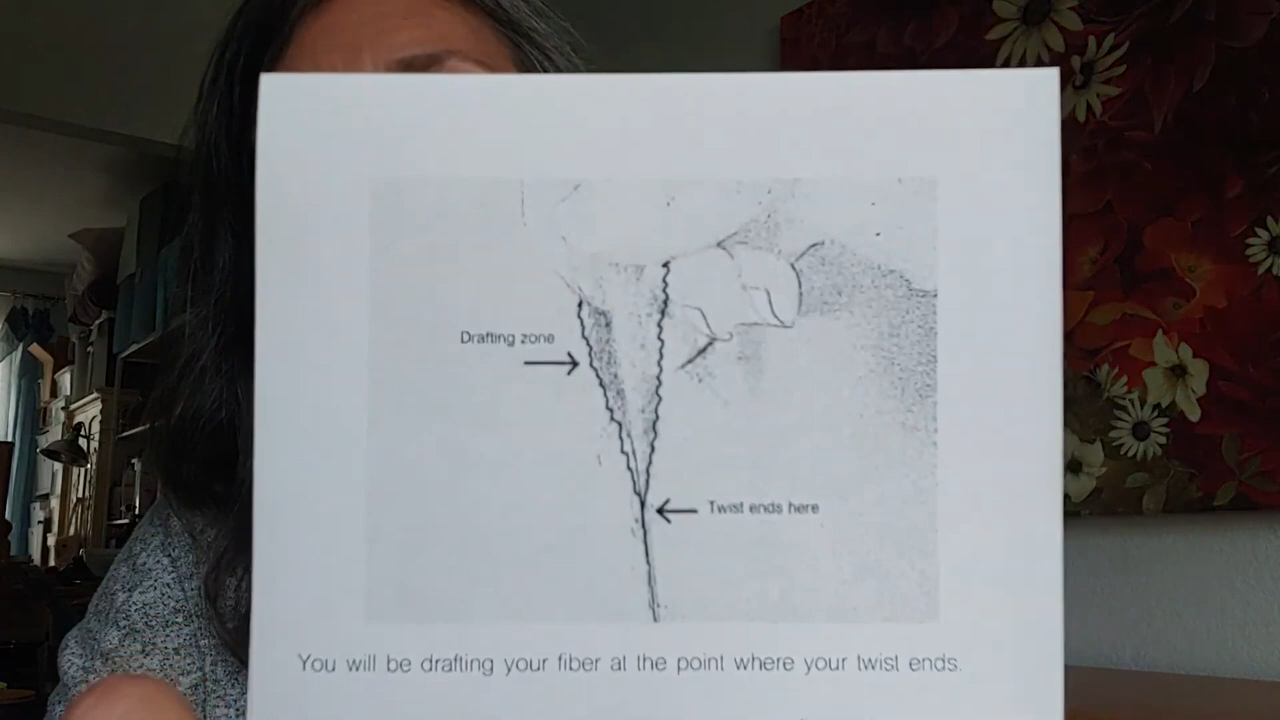 Drafting zone
Twist ends here
You will be drafting your fiber at the point where your twist ends.